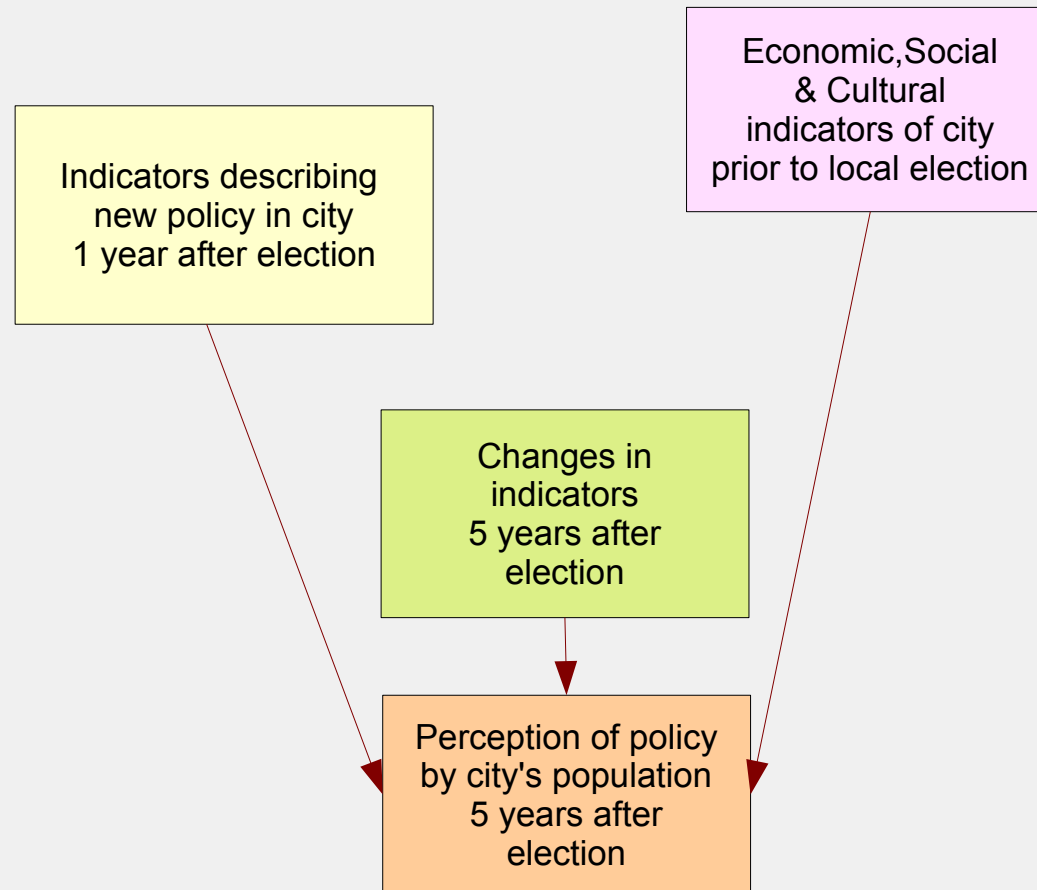 Economic,Social
& Cultural
indicators of city
prior to local election
Indicators describing
new policy in city
1 year after election
Changes in
indicators
5 years after
election
Perception of policy
by city's population
5 years after
election